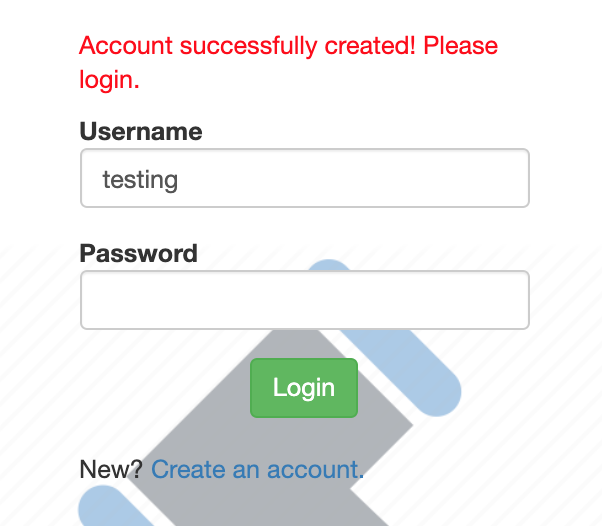 Account successfully created! Please
login.
Username
testing
Password
Login
New? Create an account.